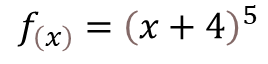 f₍ₓ₎ = (x + 4)⁵